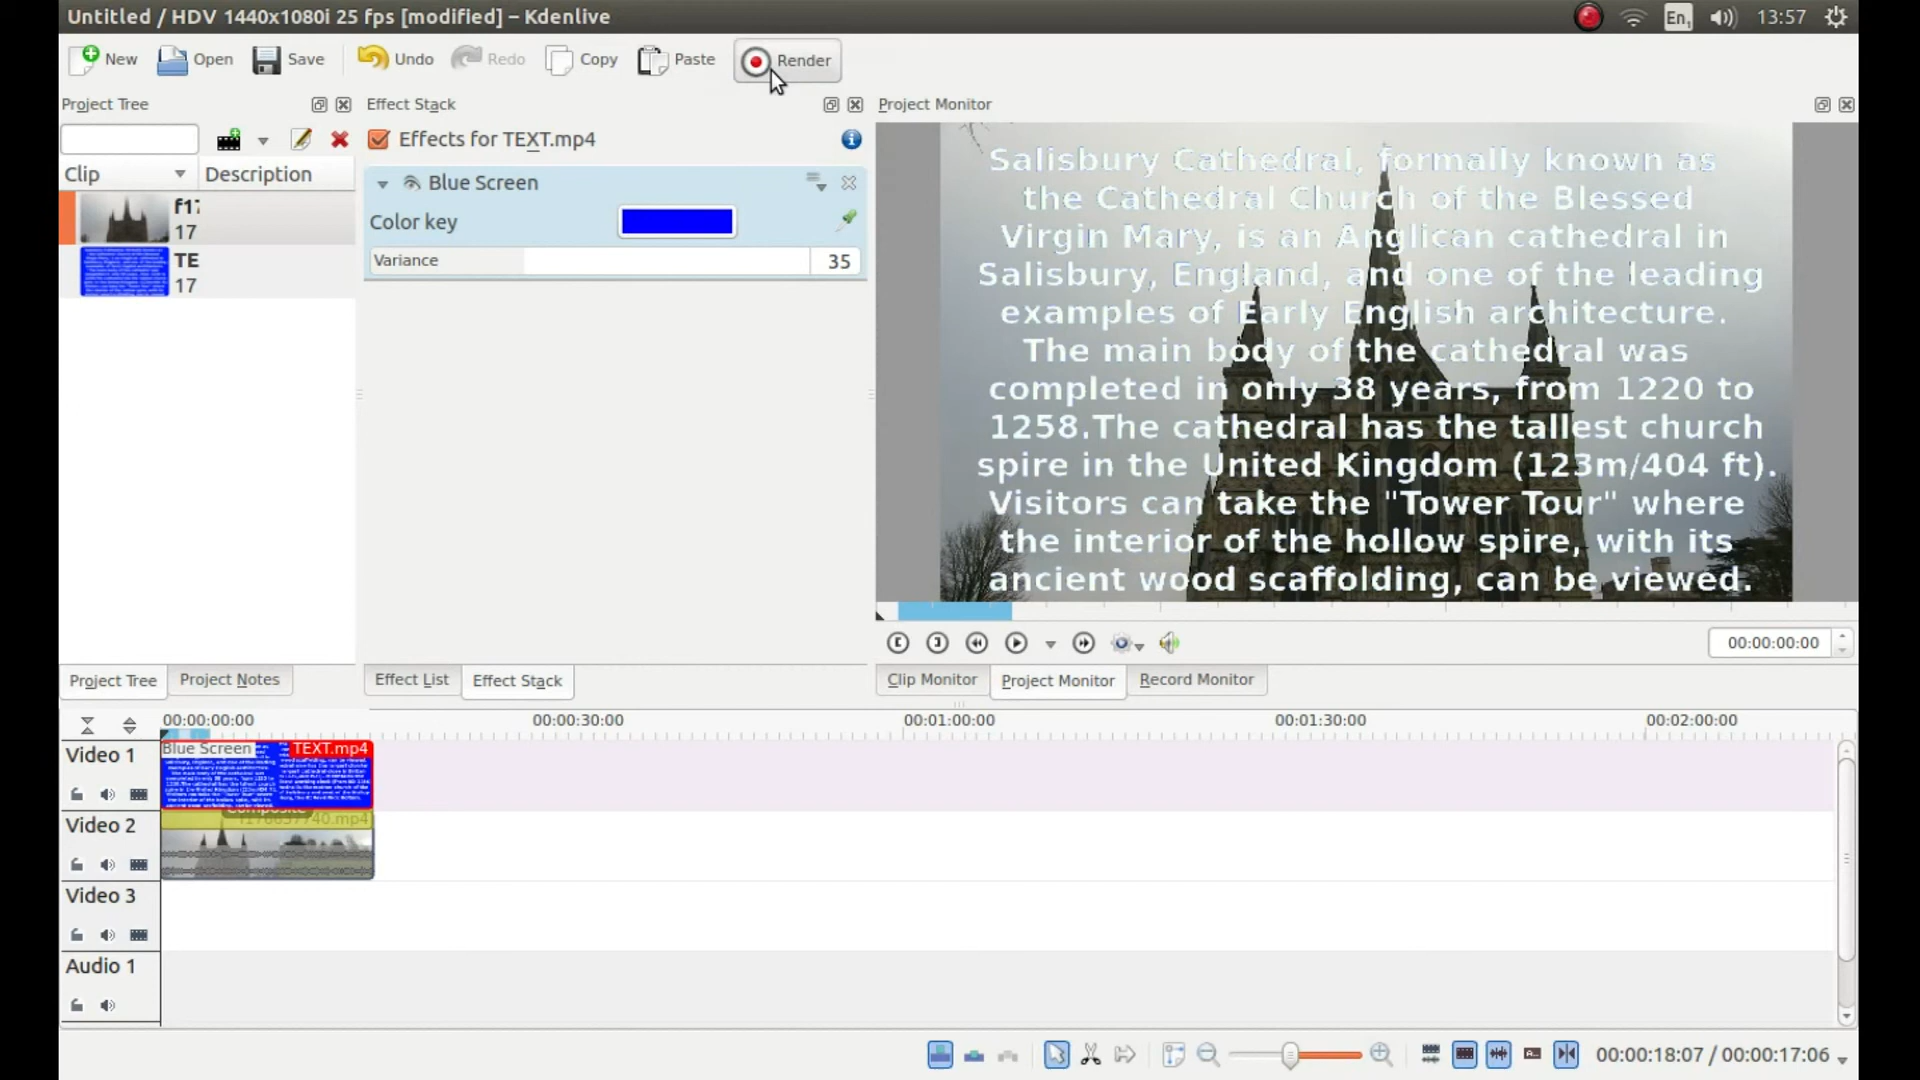 Untitled / HDV 1440x1080i 25 fps [modified] – Kdenlive
En1
13:57
New
Open
Save
Undo
Redo
Copy
Paste
Render
Project Tree
Effect Stack
Project Monitor
Effects for TEXT.mp4
Clip
Description
Blue Screen
Color key
Variance
35
f17
17
TE
17
Salisbury Cathedral, formally known as
the Cathedral Church of the Blessed
Virgin Mary, is an Anglican cathedral in
Salisbury, England, and one of the leading
examples of Early English architecture.
The main body of the cathedral was
completed in only 38 years, from 1220 to
1258.The cathedral has the tallest church
spire in the United Kingdom (123m/404 ft).
Visitors can take the "Tower Tour" where
the interior of the hollow spire, with its
ancient wood scaffolding, can be viewed.
00:00:00:00
Project Tree
Project Notes
Effect List
Effect Stack
Clip Monitor
Project Monitor
Record Monitor
00:00:00:00
00:00:30:00
00:01:00:00
00:01:30:00
00:02:00:00
Video 1
Blue Screen
TEXT.mp4
Video 2
Composite
Video 3
Audio 1
00:00:18:07 / 00:00:17:06